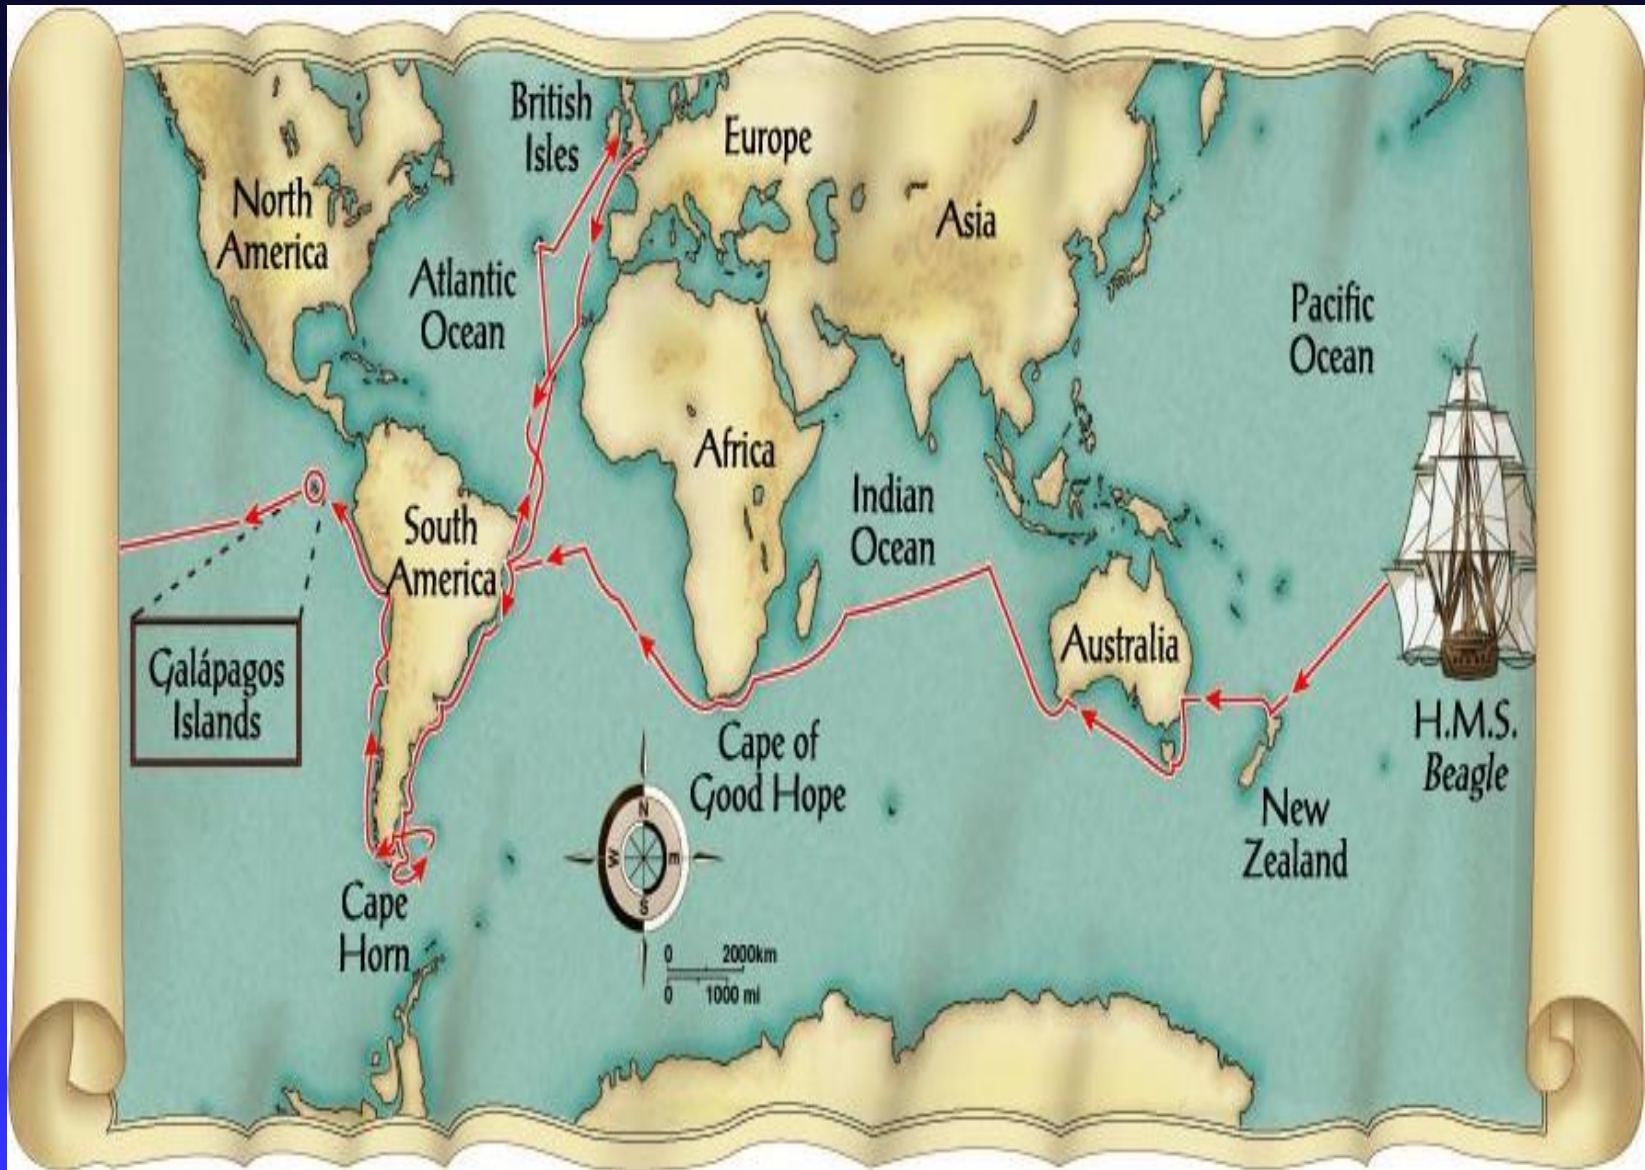 British
Isles
Europe
North
America
Asia
Atlantic
Ocean
Pacific
Ocean
Africa
Indian
Ocean
South
America
Australia
Galápagos
Islands
H.M.S.
Beagle
Cape of
Good Hope
New
Zealand
Cape
Horn
N
W
E
S
0 2000km
0 1000 mi